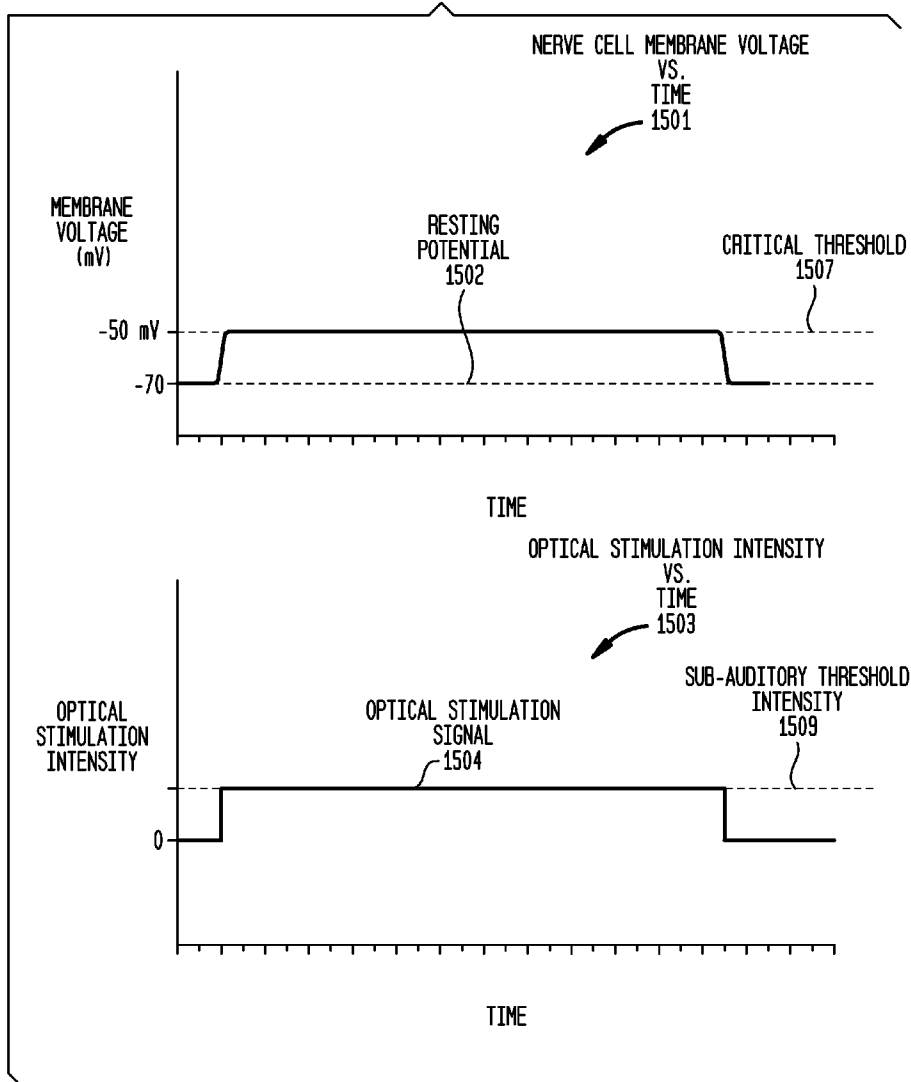 NERVE CELL MEMBRANE VOLTAGE
VS.
TIME
1501
MEMBRANE
VOLTAGE
(mV)
RESTING
POTENTIAL
1502
CRITICAL THRESHOLD
1507
-50 mV
-70
TIME
OPTICAL STIMULATION INTENSITY
VS.
TIME
1503
SUB-AUDITORY THRESHOLD
INTENSITY
1509
OPTICAL
STIMULATION
INTENSITY
OPTICAL STIMULATION
SIGNAL
1504
0
TIME